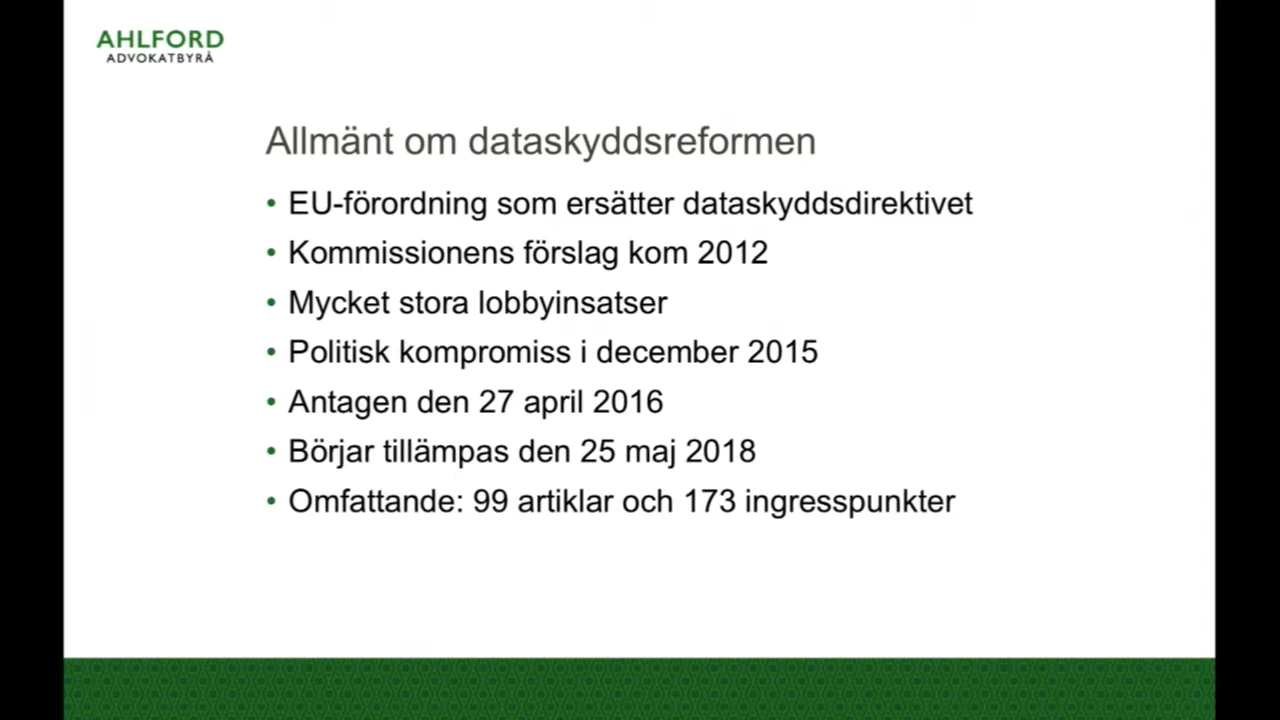 AHLFORD
ADVOKATBYRÅ
Allmänt om dataskyddsreformen
• EU-förordning som ersätter dataskyddsdirektivet
• Kommissionens förslag kom 2012
• Mycket stora lobbyinsatser
• Politisk kompromiss i december 2015
• Antagen den 27 april 2016
• Börjar tillämpas den 25 maj 2018
• Omfattande: 99 artiklar och 173 ingresspunkter